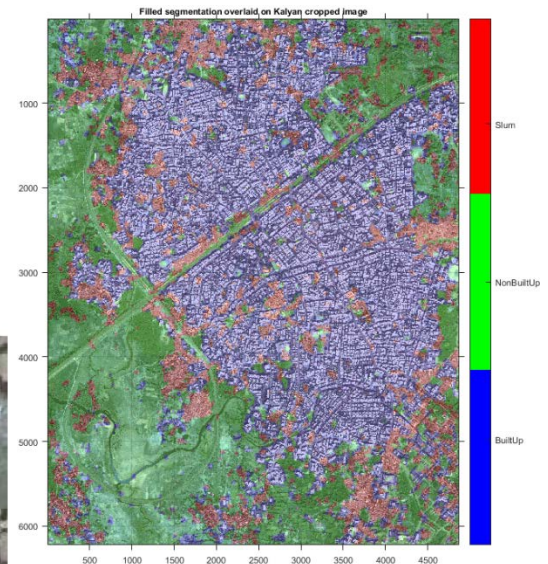 Filled segmentation overlaid on Kalyan cropped image
1000
2000
3000
4000
5000
6000
500 1000 1500 2000 2500 3000 3500 4000 4500
Slum
NonBuiltUp
BuiltUp